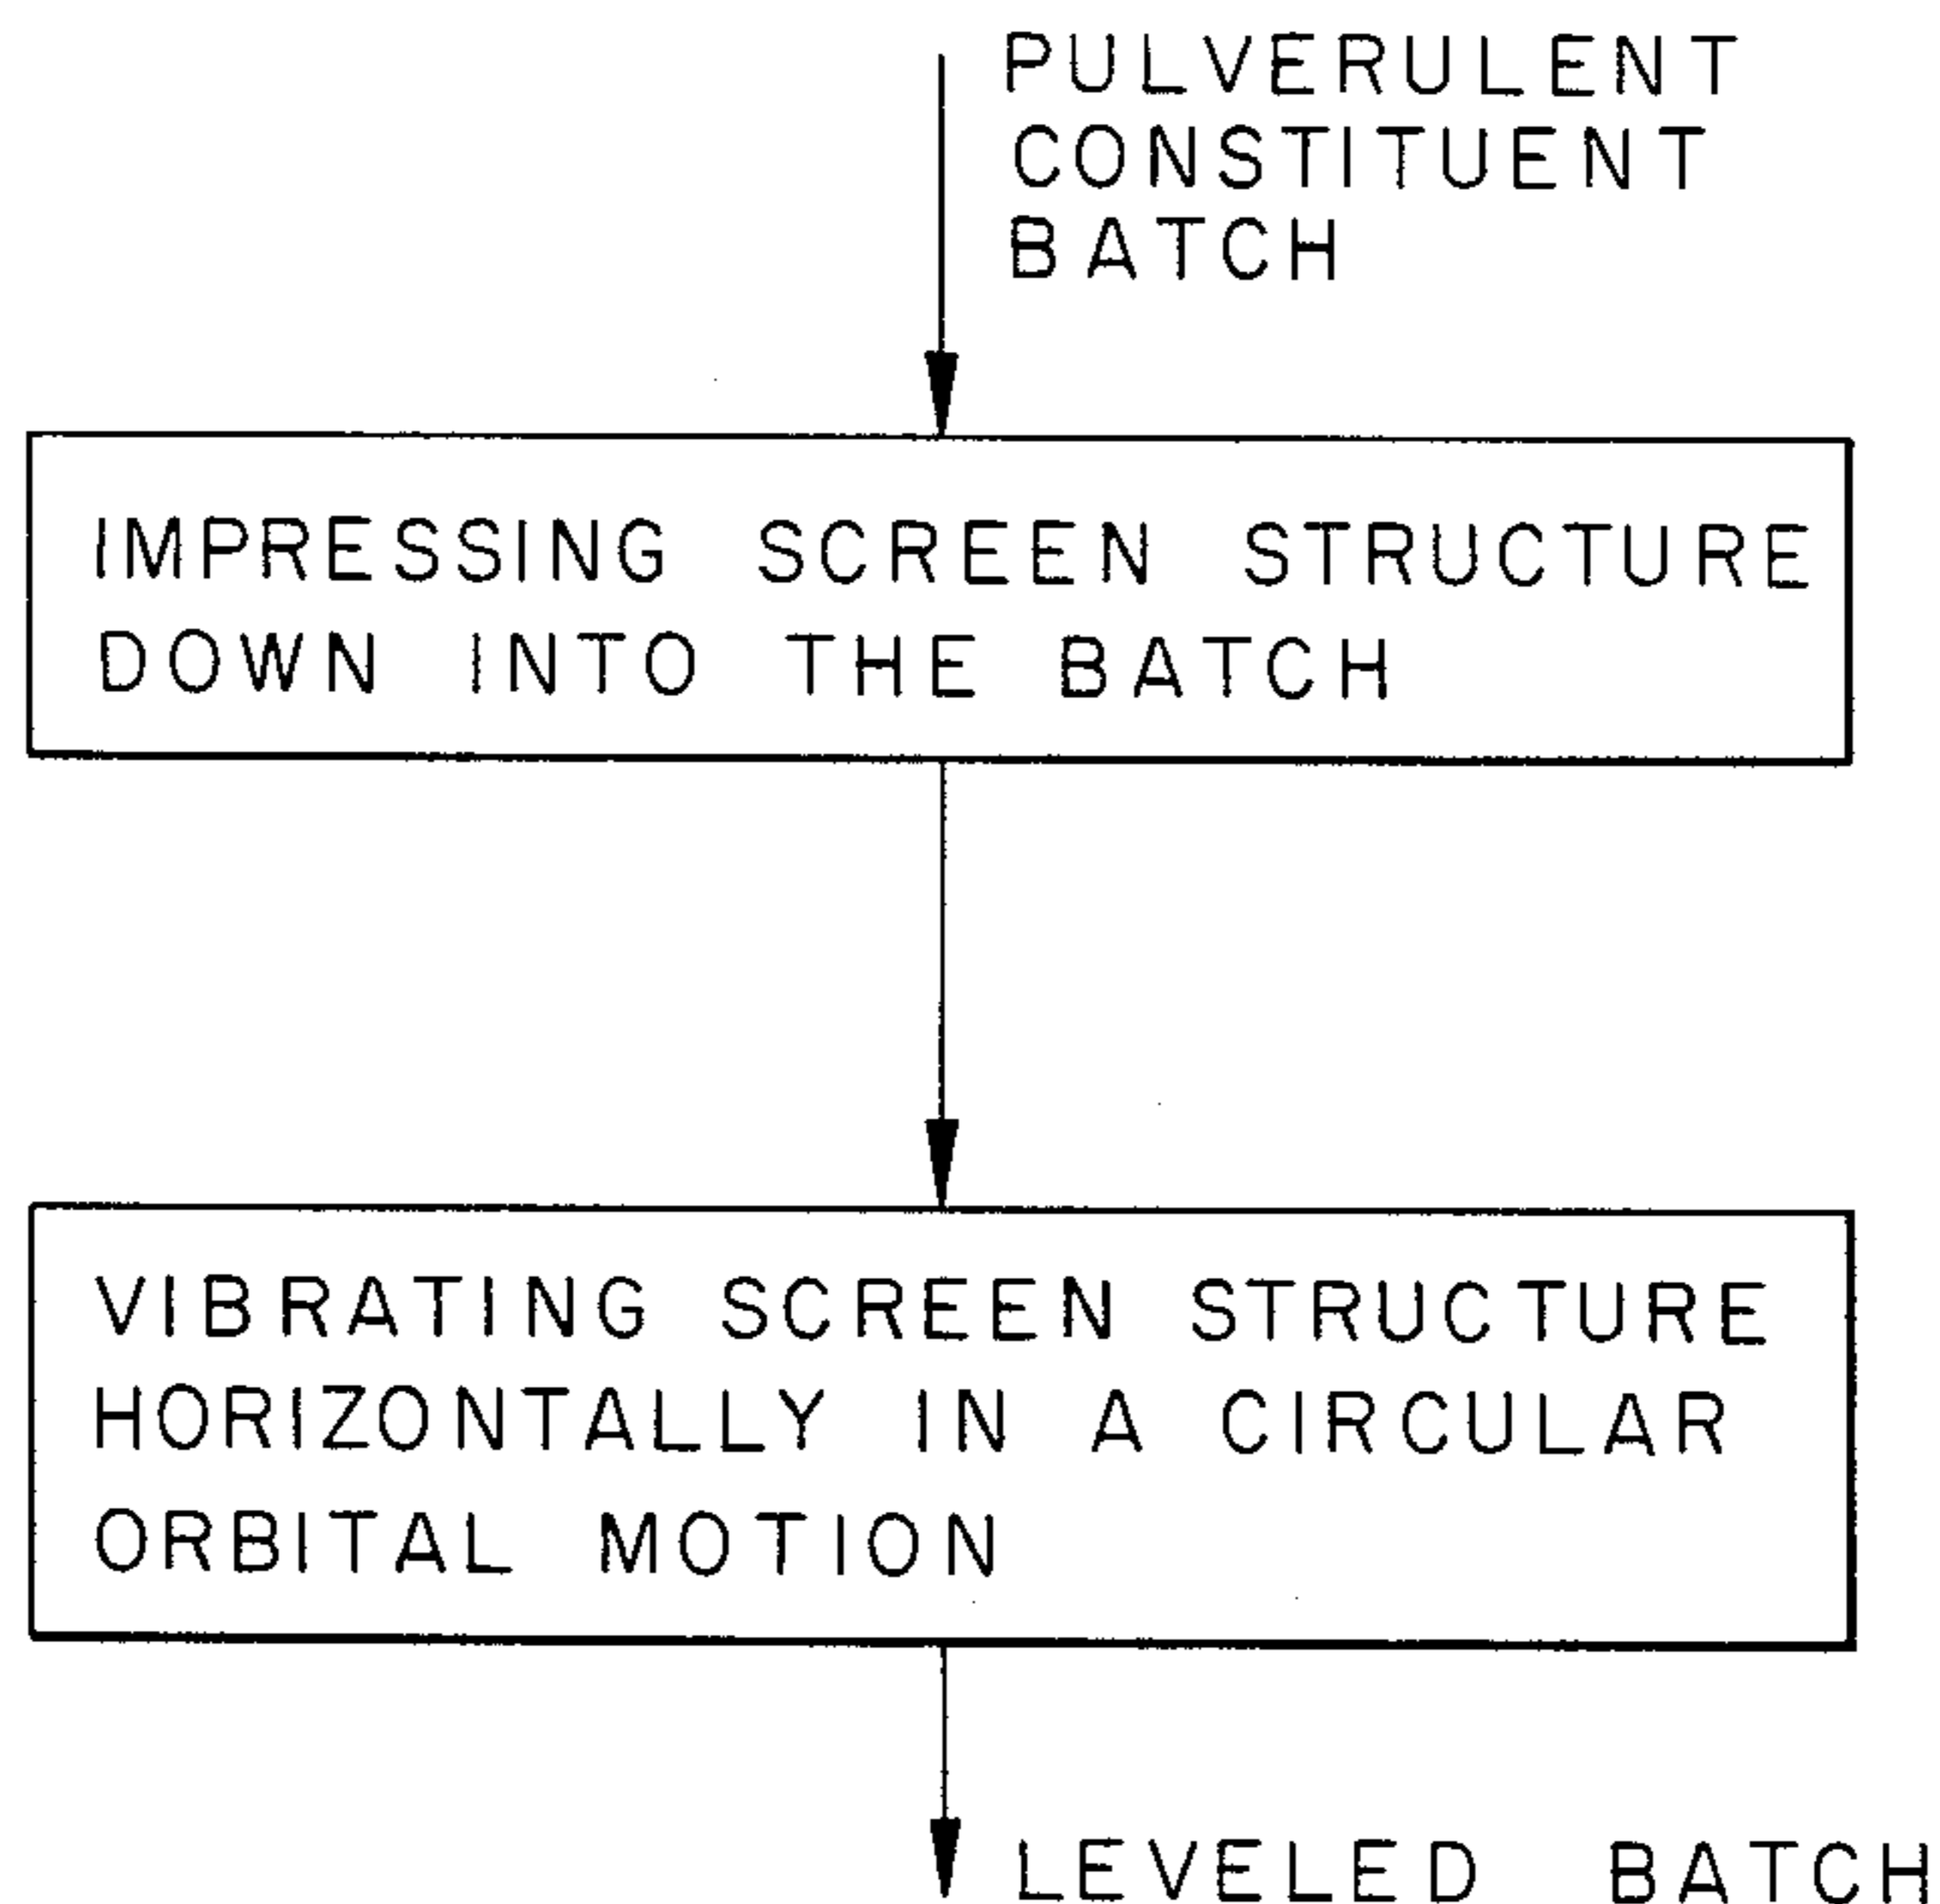 PULVERULENT
CONSTITUENT
BATCH
IMPRESSING SCREEN STRUCTURE
DOWN INTO THE BATCH
VIBRATING SCREEN STRUCTURE
HORIZONTALLY IN A CIRCULAR
ORBITAL MOTION
LEVELED BATCH